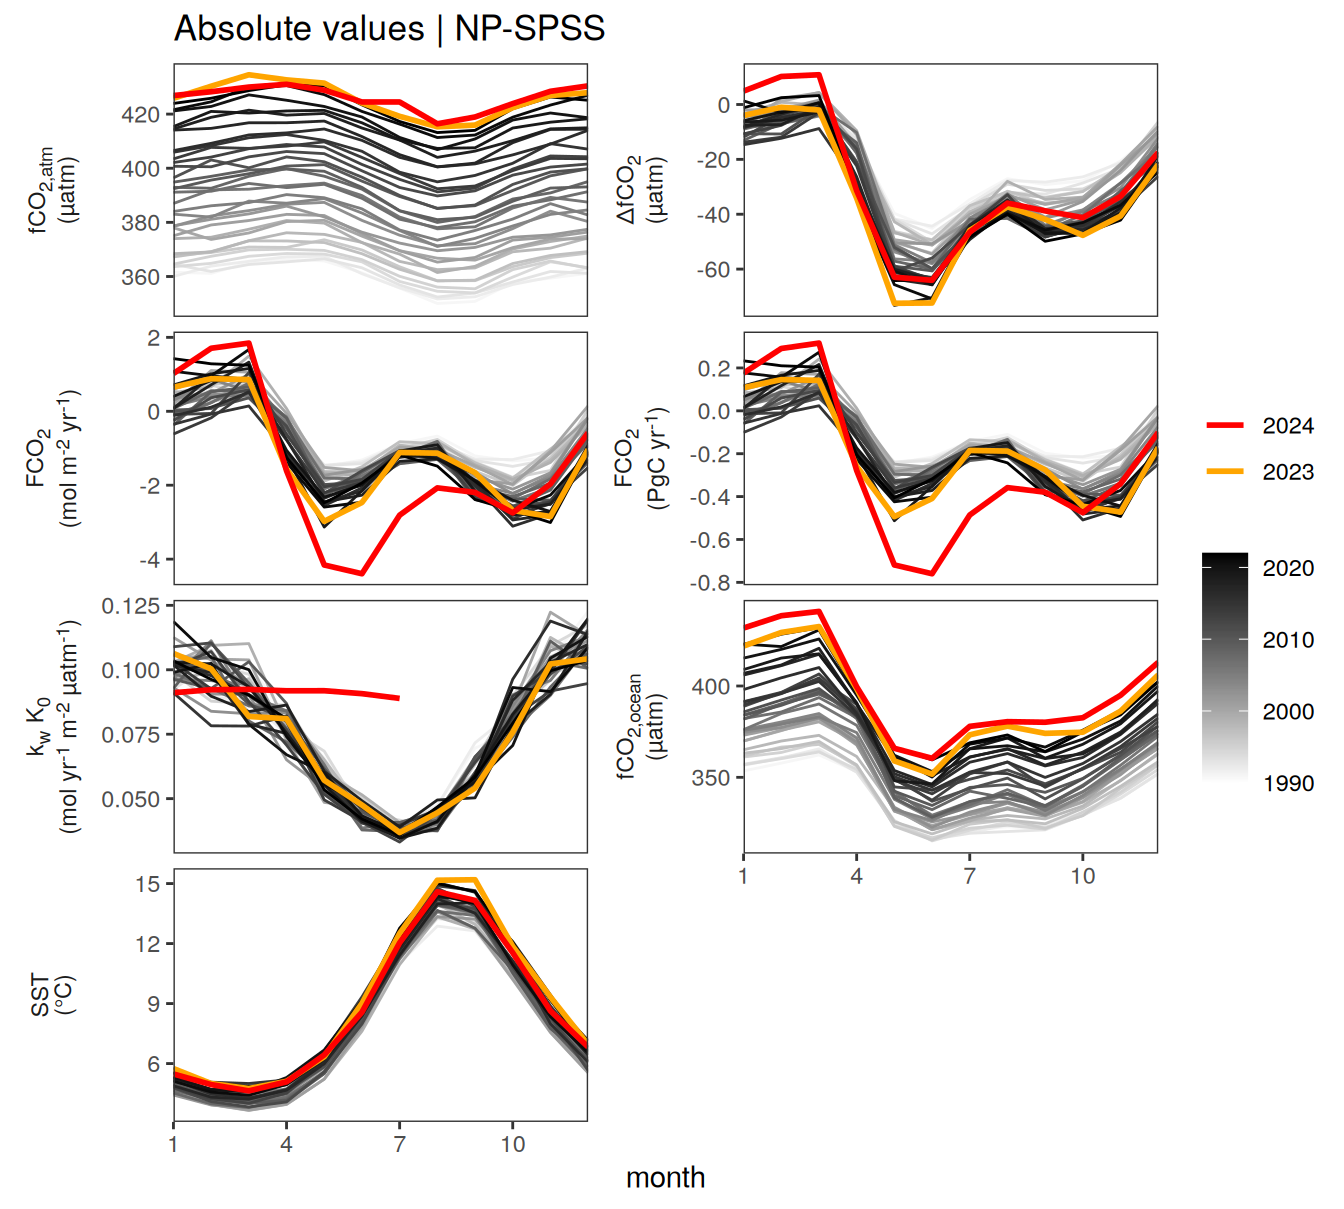 Absolute values | NP-SPSS
fCO2,atm
(µatm)
420
400
380
360
ΔfCO2
(µatm)
0
-20
-40
-60
FCO2
(mol m-2 yr-1)
2
0
-2
-4
FCO2
(PgC yr-1)
0.2
0.0
-0.2
-0.4
-0.6
-0.8
kw K0
(mol yr-1 m-2 µatm-1)
0.125
0.100
0.075
0.050
fCO2,ocean
(µatm)
400
350
1 4 7 10
SST
(°C)
15
12
9
6
1 4 7 10
month
2024
2023
2020
2010
2000
1990